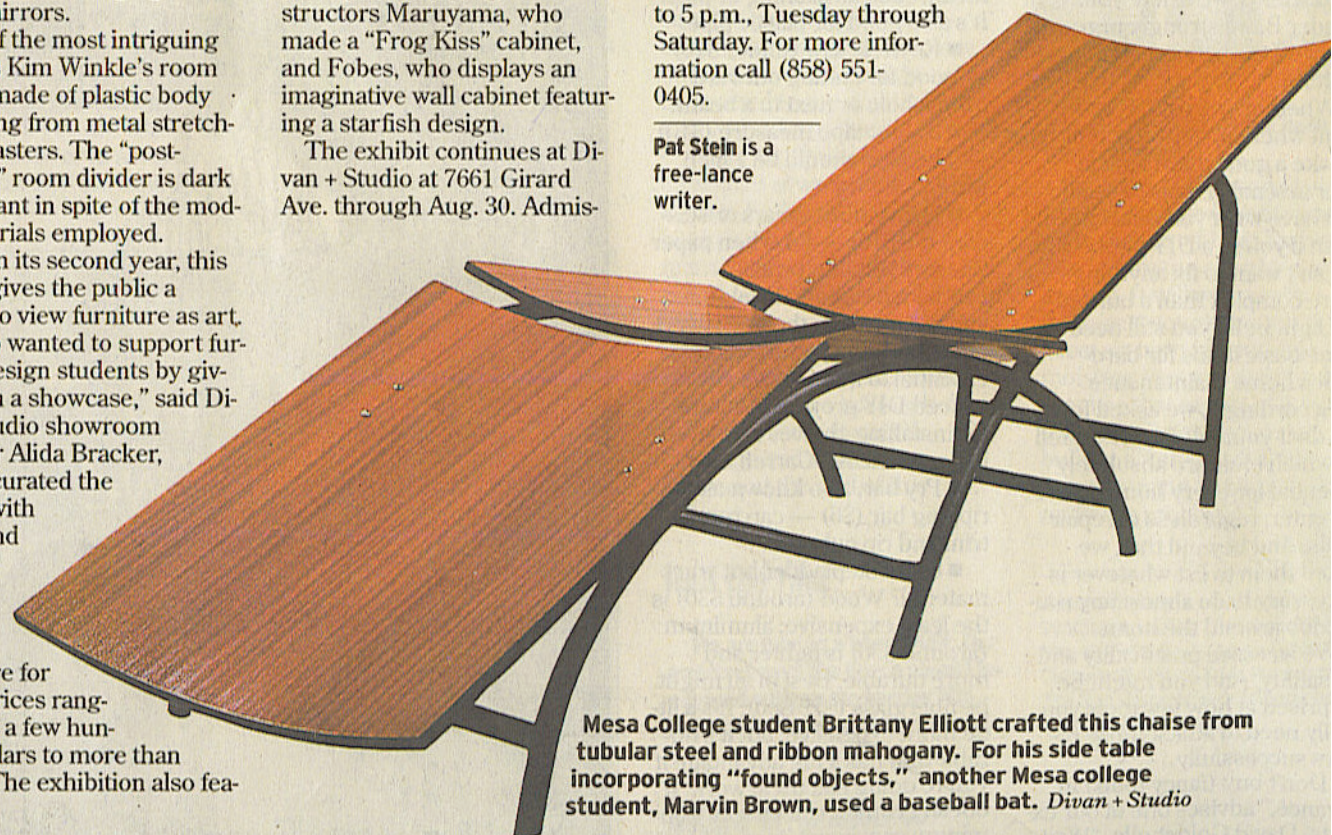 irrors.
f the most intriguing
Kim Winkle's room
nade of plastic body
ng from metal stretch-
asters. The “post-
” room divider is dark
ant in spite of the mod-
rials employed.
n its second year, this
gives the public a
o view furniture as art.
wanted to support fur-
esign students by giv-
a showcase,” said Di-
udio showroom
r Alida Bracker,
curated the
with
nd
e for
rices rang-
a few hun-
lars to more than
The exhibition also fea-
structors Maruyama, who
made a “Frog Kiss” cabinet,
and Fobes, who displays an
imaginative wall cabinet featur-
ing a starfish design.
The exhibit continues at Di-
van + Studio at 7661 Girard
Ave. through Aug. 30. Admis-
to 5 p.m., Tuesday through
Saturday. For more infor-
mation call (858) 551-
0405.
Pat Stein is a
free-lance
writer.
Mesa College student Brittany Elliott crafted this chaise from
tubular steel and ribbon mahogany. For his side table
incorporating “found objects,” another Mesa college
student, Marvin Brown, used a baseball bat. Divan + Studio